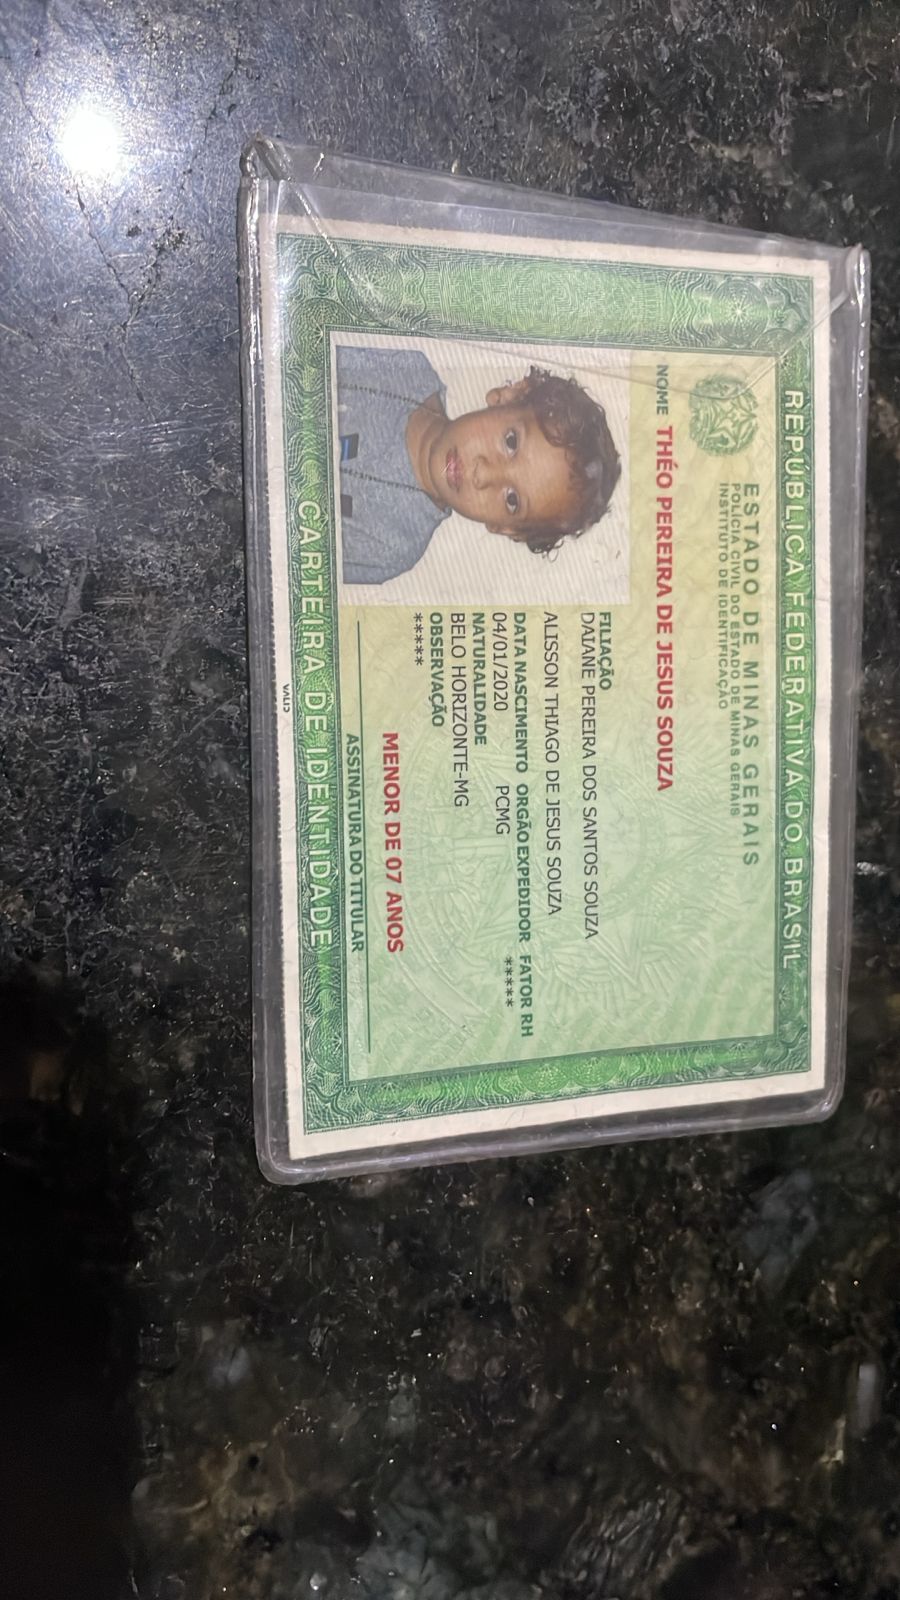 REPÚBLICA FEDERATIVA DO BRASIL
ESTADO DE MINAS GERAIS
POLÍCIA CIVIL DO ESTADO DE MINAS GERAIS
INSTITUTO DE IDENTIFICAÇÃO
NOME THÉO PEREIRA DE JESUS SOUZA
FILIAÇÃO
DAIANE PEREIRA DOS SANTOS SOUZA
ALISSON THIAGO DE JESUS SOUZA
DATA NASCIMENTO ORGÃO EXPEDIDOR FATOR RH
04/01/2020 PCMG *****
NATURALIDADE
BELO HORIZONTE-MG
OBSERVAÇÃO
*****
MENOR DE 07 ANOS
ASSINATURA DO TITULAR
CARTEIRA DE IDENTIDADE
VALID